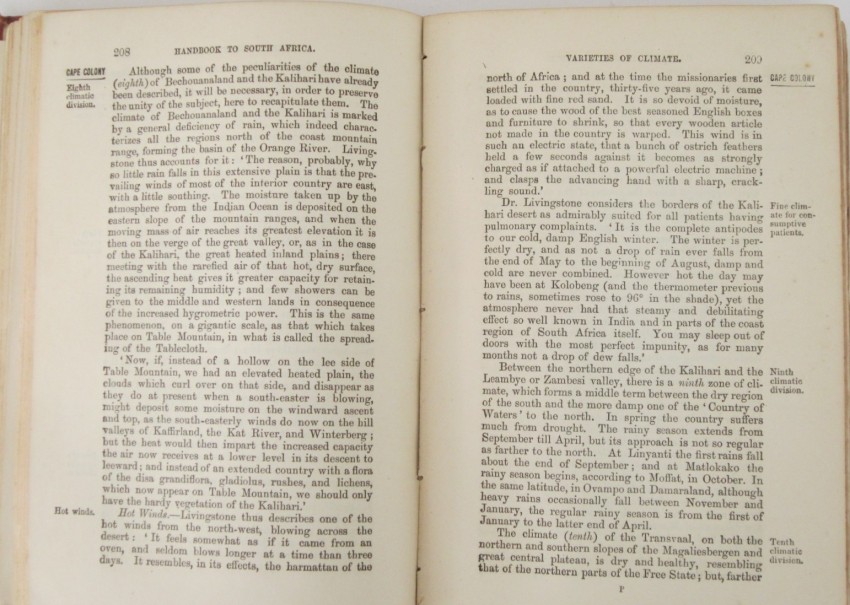 208
HANDBOOK TO SOUTH AFRICA.
CAPE COLONY
Eighth
climatic
division.
Although some of the peculiarities of the climate
(eighth) of Bechouanaland and the Kalihari have already
been described, it will be necessary, in order to preserve
the unity of the subject, here to recapitulate them. The
climate of Bechouanaland and the Kalihari is marked
by a general deficiency of rain, which indeed charac-
terizes all the regions north of the coast mountain
range, forming the basin of the Orange River. Living-
stone thus accounts for it: ‘The reason, probably, why
so little rain falls in this extensive plain is that the pre-
vailing winds of most of the interior country are east,
with a little southing. The moisture taken up by the
atmosphere from the Indian Ocean is deposited on the
eastern slope of the mountain ranges, and when the
moving mass of air reaches its greatest elevation it is
then on the verge of the great valley, or, as in the case
of the Kalihari, the great heated inland plains; there
meeting with the rarefied air of that hot, dry surface,
the ascending heat gives it greater capacity for retain-
ing its remaining humidity; and few showers can be
given to the middle and western lands in consequence
of the increased hygrometric power. This is the same
phenomenon, on a gigantic scale, as that which takes
place on Table Mountain, in what is called the spread-
ing of the Tablecloth.
‘Now, if, instead of a hollow on the lee side of
Table Mountain, we had an elevated heated plain, the
clouds which curl over on that side, and disappear as
they do at present when a south-easter is blowing,
might deposit some moisture on the windward ascent
and top, as the south-easterly winds do now on the hill
valleys of Kaffirland, the Kat River, and Winterberg;
but the heat would then impart the increased capacity
the air now receives at a lower level in its descent to
leeward; and instead of an extended country with a flora
of the disa grandiflora, gladiolus, rushes, and lichens,
which now appear on Table Mountain, we should only
have the hardy vegetation of the Kalihari.’
Hot winds.
Hot Winds.—Livingstone thus describes one of the
hot winds from the north-west, blowing across the
desert: ‘It feels somewhat as if it came from an
oven, and seldom blows longer at a time than three
days. It resembles, in its effects, the harmattan of the
VARIETIES OF CLIMATE.
209
CAPE COLONY
north of Africa; and at the time the missionaries first
settled in the country, thirty-five years ago, it came
loaded with fine red sand. It is so devoid of moisture,
as to cause the wood of the best seasoned English boxes
and furniture to shrink, so that every wooden article
not made in the country is warped. This wind is in
such an electric state, that a bunch of ostrich feathers
held a few seconds against it becomes as strongly
charged as if attached to a powerful electric machine;
and clasps the advancing hand with a sharp, crack-
ling sound.’
Fine clim-
ate for con-
sumptive
patients.
Dr. Livingstone considers the borders of the Kali-
hari desert as admirably suited for all patients having
pulmonary complaints. ‘It is the complete antipodes
to our cold, damp English winter. The winter is per-
fectly dry, and as not a drop of rain ever falls from
the end of May to the beginning of August, damp and
cold are never combined. However hot the day may
have been at Kolobeng (and the thermometer previous
to rains, sometimes rose to 96° in the shade), yet the
atmosphere never had that steamy and debilitating
effect so well known in India and in parts of the coast
region of South Africa itself. You may sleep out of
doors with the most perfect impunity, as for many
months not a drop of dew falls.’
Ninth
climatic
division.
Between the northern edge of the Kalihari and the
Leambye or Zambesi valley, there is a ninth zone of cli-
mate, which forms a middle term between the dry region
of the south and the more damp one of the ‘Country of
Waters’ to the north. In spring the country suffers
much from drought. The rainy season extends from
September till April, but its approach is not so regular
as farther to the north. At Linyanti the first rains fall
about the end of September; and at Matlokako the
rainy season begins, according to Moffat, in October. In
the same latitude, in Ovampo and Damaraland, although
heavy rains occasionally fall between November and
January, the regular rainy season is from the first of
January to the latter end of April.
Tenth
climatic
division.
The climate (tenth) of the Transvaal, on both the
northern and southern slopes of the Magaliesbergen and
great central plateau, is dry and healthy, resembling
that of the northern parts of the Free State; but, farther
P